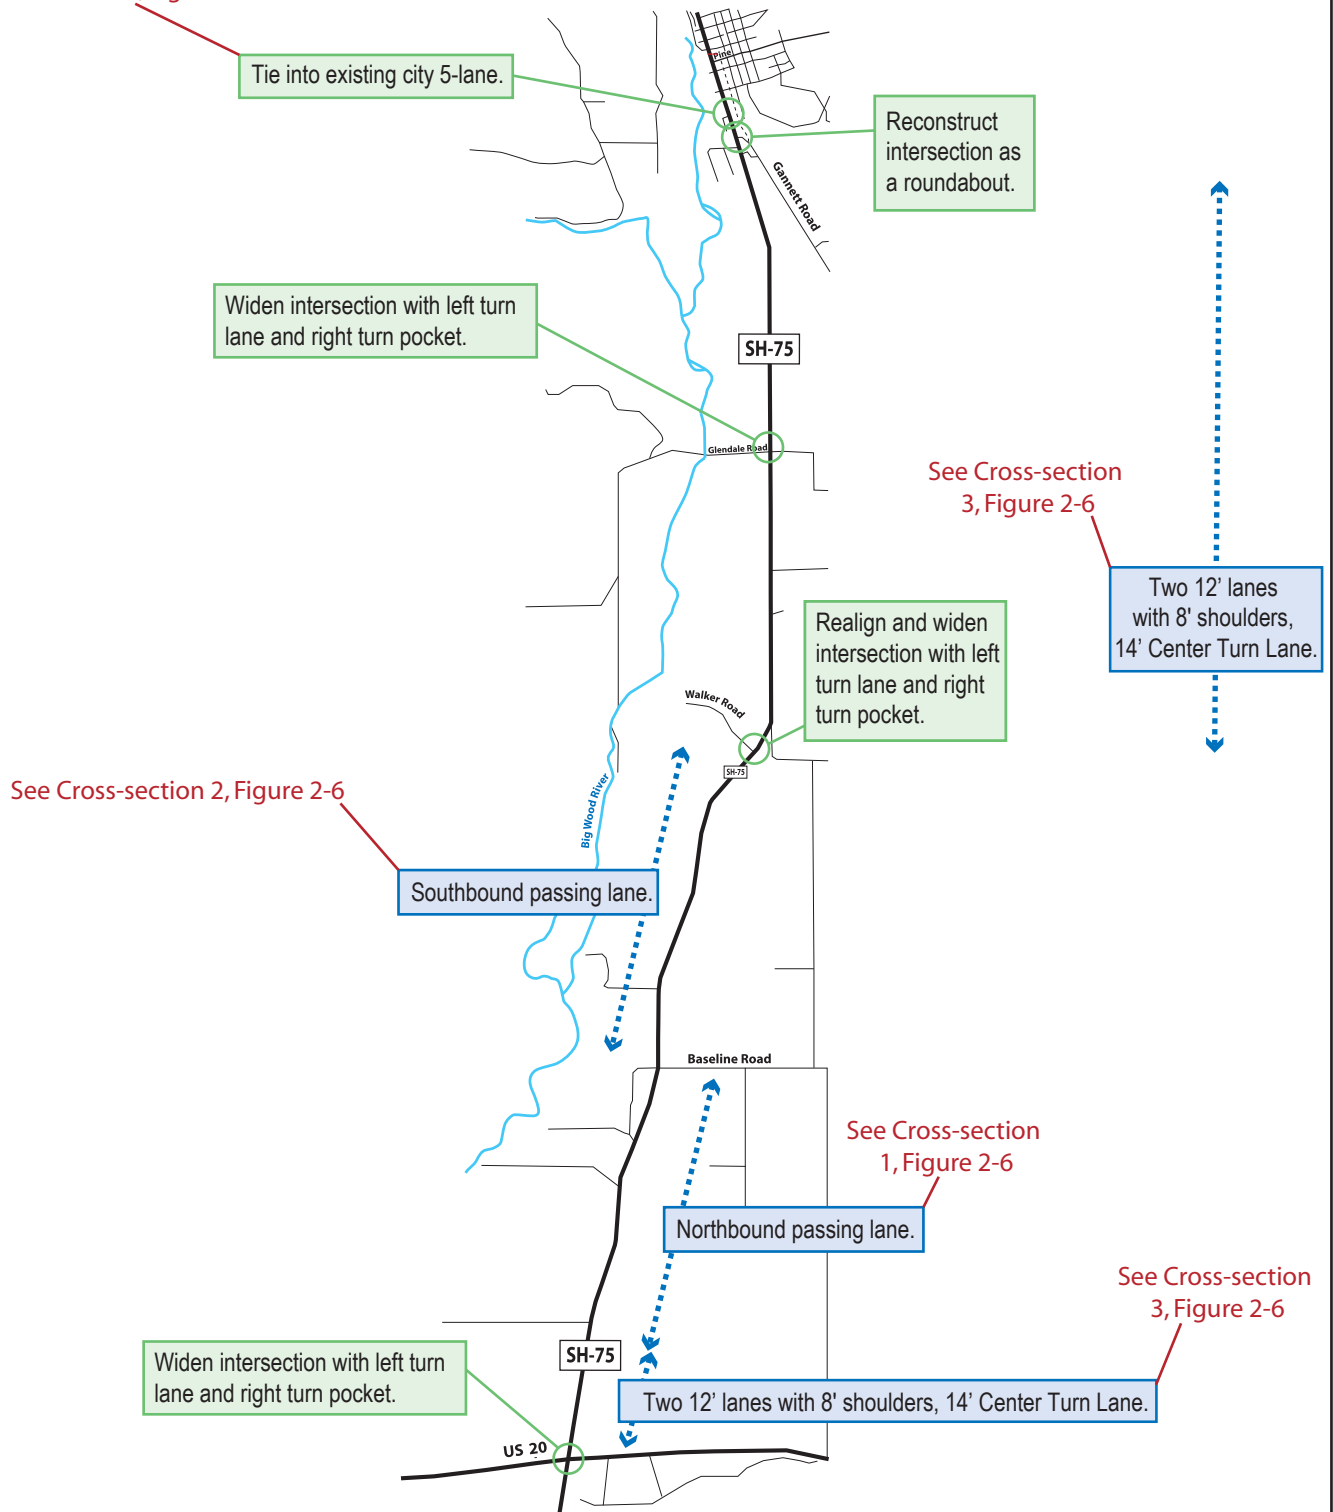 Tie into existing city 5-lane.
Pine
Reconstruct
intersection as
a roundabout.
Gannett Road
Widen intersection with left turn
lane and right turn pocket.
SH-75
Glendale Road
See Cross-section
3, Figure 2-6
Two 12’ lanes
with 8' shoulders,
14’ Center Turn Lane.
Realign and widen
intersection with left
turn lane and right
turn pocket.
Walker Road
SH-75
See Cross-section 2, Figure 2-6
Big Wood River
Southbound passing lane.
Baseline Road
See Cross-section
1, Figure 2-6
Northbound passing lane.
See Cross-section
3, Figure 2-6
SH-75
Widen intersection with left turn
lane and right turn pocket.
Two 12’ lanes with 8' shoulders, 14’ Center Turn Lane.
US 20